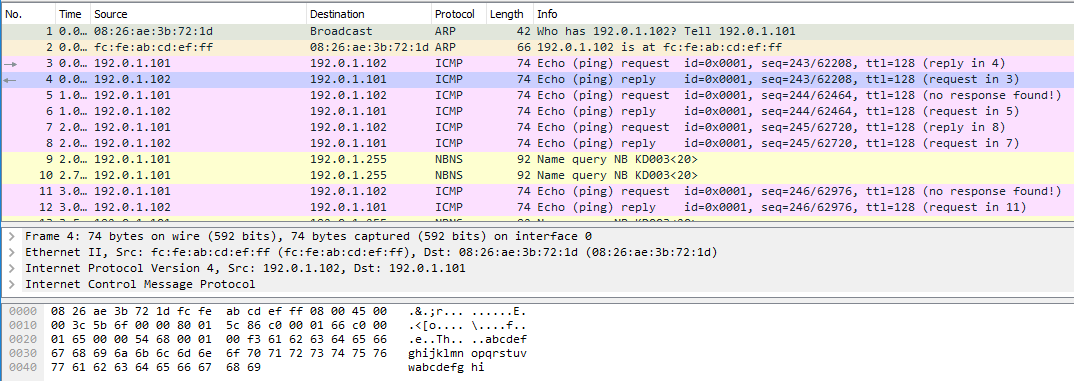 No. Time Source Destination Protocol Length Info
1 0.0… 08:26:ae:3b:72:1d Broadcast ARP 42 Who has 192.0.1.102? Tell 192.0.1.101
2 0.0… fc:fe:ab:cd:ef:ff 08:26:ae:3b:72:1d ARP 66 192.0.1.102 is at fc:fe:ab:cd:ef:ff
3 0.0… 192.0.1.101 192.0.1.102 ICMP 74 Echo (ping) request id=0x0001, seq=243/62208, ttl=128 (reply in 4)
4 0.0… 192.0.1.102 192.0.1.101 ICMP 74 Echo (ping) reply id=0x0001, seq=243/62208, ttl=128 (request in 3)
5 1.0… 192.0.1.101 192.0.1.102 ICMP 74 Echo (ping) request id=0x0001, seq=244/62464, ttl=128 (no response found!)
6 1.0… 192.0.1.102 192.0.1.101 ICMP 74 Echo (ping) reply id=0x0001, seq=244/62464, ttl=128 (request in 5)
7 2.0… 192.0.1.101 192.0.1.102 ICMP 74 Echo (ping) request id=0x0001, seq=245/62720, ttl=128 (reply in 8)
8 2.0… 192.0.1.102 192.0.1.101 ICMP 74 Echo (ping) reply id=0x0001, seq=245/62720, ttl=128 (request in 7)
9 2.0… 192.0.1.101 192.0.1.255 NBNS 92 Name query NB KD003<20>
10 2.7… 192.0.1.101 192.0.1.255 NBNS 92 Name query NB KD003<20>
11 3.0… 192.0.1.101 192.0.1.102 ICMP 74 Echo (ping) request id=0x0001, seq=246/62976, ttl=128 (no response found!)
12 3.0… 192.0.1.102 192.0.1.101 ICMP 74 Echo (ping) reply id=0x0001, seq=246/62976, ttl=128 (request in 11)
Frame 4: 74 bytes on wire (592 bits), 74 bytes captured (592 bits) on interface 0
Ethernet II, Src: fc:fe:ab:cd:ef:ff (fc:fe:ab:cd:ef:ff), Dst: 08:26:ae:3b:72:1d (08:26:ae:3b:72:1d)
Internet Protocol Version 4, Src: 192.0.1.102, Dst: 192.0.1.101
Internet Control Message Protocol
0000 08 26 ae 3b 72 1d fc fe ab cd ef ff 08 00 45 00 .&.;r... ......E.
0010 00 3c 5b 6f 00 00 80 01 5c 86 c0 00 01 66 c0 00 .<[o.... \....f..
0020 01 65 00 00 54 68 00 01 00 f3 61 62 63 64 65 66 .e..Th.. ..abcdef
0030 67 68 69 6a 6b 6c 6d 6e 6f 70 71 72 73 74 75 76 ghijklmn opqrstuv
0040 77 61 62 63 64 65 66 67 68 69 wabcdefg hi